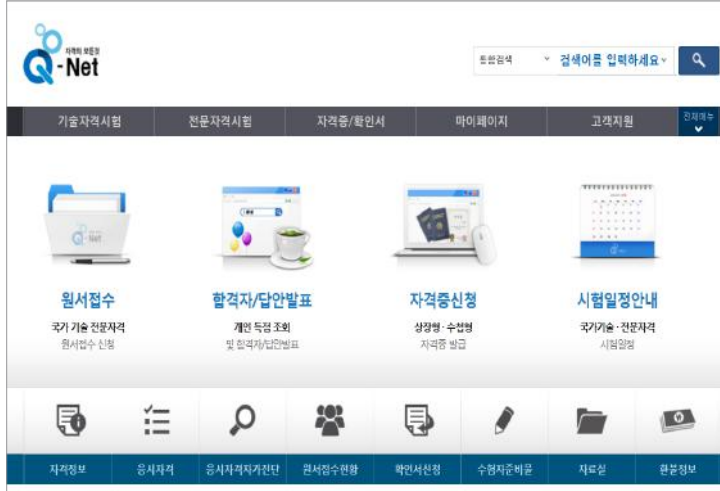 자격의 모든것
Q-Net
통합검색
검색어를 입력하세요
기술자격시험
전문자격시험
자격증/확인서
마이페이지
고객지원
전체메뉴
Q Net
원서접수
국가 기술 전문자격
원서접수 신청
합격자/답안발표
개인 득점 조회
및 합격자/답안발표
자격증신청
상장형·수첩형
자격증 발급
시험일정안내
국가기술·전문자격
시험일정
자격정보
응시자격
응시자격자가진단
원서접수현황
확인서신청
수험자준비물
자료실
환불정보